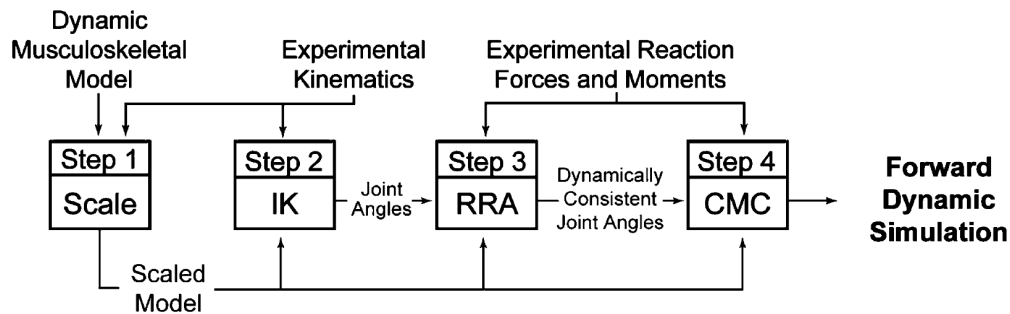 Dynamic
Musculoskeletal
Model
Experimental
Kinematics
Experimental Reaction
Forces and Moments
Step 1
Scale
Step 2
IK
Joint
Angles
Step 3
RRA
Dynamically
Consistent
Joint Angles
Step 4
CMC
Forward
Dynamic
Simulation
Scaled
Model